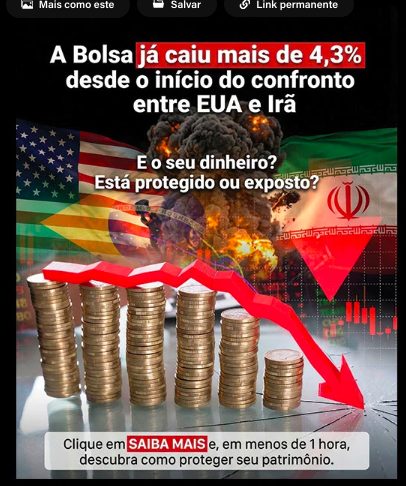 Mais como este
Salvar
Link permanente
A Bolsa já caiu mais de 4,3%
desde o início do confronto
entre EUA e Irã
E o seu dinheiro?
Está protegido ou exposto?
Clique em SAIBA MAIS e, em menos de 1 hora,
descubra como proteger seu patrimônio.